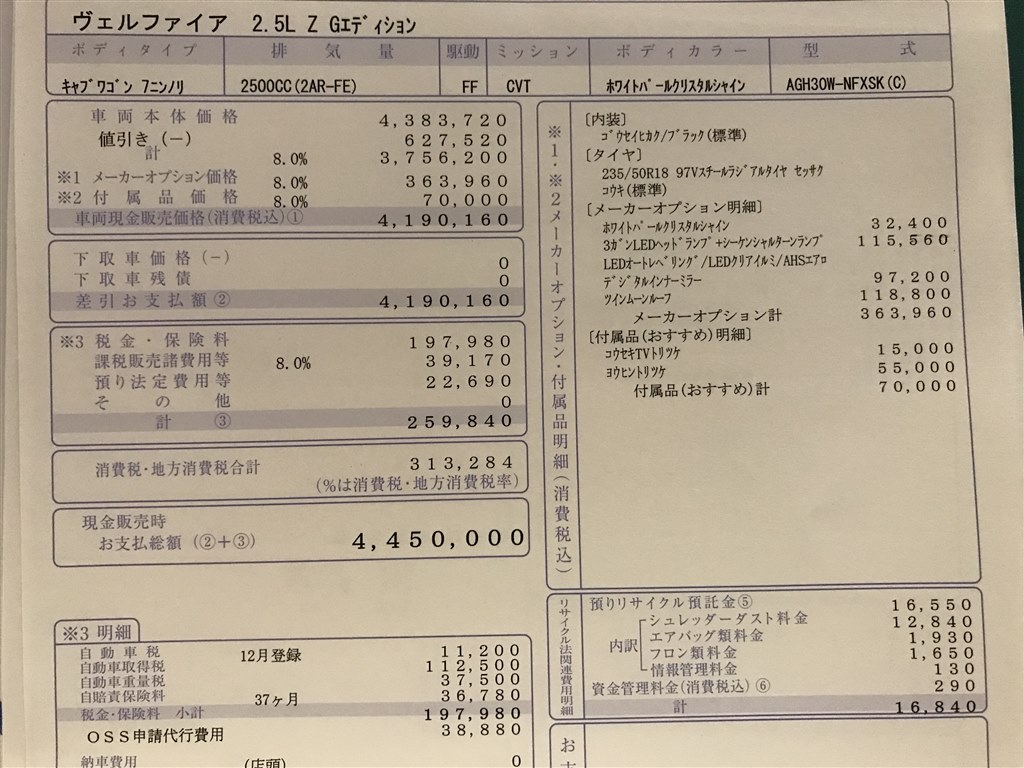 ヴェルファイア 2.5L Z Gエディション
ボディタイプ 排気量 駆動 ミッション ボディカラー 型式
キャブワゴン 7ニンノリ 2500CC(2AR-FE) FF CVT ホワイトパールクリスタルシャイン AGH30W-NFXSK(C)
車両本体価格 4,383,720
値引き(-) 627,520
計 8.0% 3,756,200
※1 メーカーオプション価格 8.0% 363,960
※2 付属品価格 8.0% 70,000
車両現金販売価格(消費税込)① 4,190,160
下取車価格(-) 0
下取車残債 0
差引お支払額② 4,190,160
※3 税金・保険料 197,980
課税販売諸費用等 8.0% 39,170
預り法定費用等 22,690
その他 0
計 ③ 259,840
消費税・地方消費税合計 313,284
(%は消費税・地方消費税率)
現金販売時
お支払総額(②+③) 4,450,000
※3 明細
自動車税 12月登録 11,200
自動車取得税 112,500
自動車重量税 37,500
自賠責保険料 37ヶ月 36,780
税金・保険料 小計 197,980
OSS申請代行費用 38,880
納車費用 (店頭) 0
※1・※2メーカーオプション・付属品明細(消費税込)
[内装]
ゴウセイヒカク/ブラック(標準)
[タイヤ]
235/50R18 97Vスチールラジアルタイヤ セッサク
コウキ(標準)
[メーカーオプション明細]
ホワイトパールクリスタルシャイン 32,400
3ガンLEDヘッドランプ+シーケンシャルターンランプ 115,560
LEDオートレベリング/LEDクリアイルミ/AHSエアロ
デジタルインナーミラー 97,200
ツインムーンルーフ 118,800
メーカーオプション計 363,960
[付属品(おすすめ)明細]
コウセキTVトリツケ 15,000
ヨウヒントリツケ 55,000
付属品(おすすめ)計 70,000
リサイクル法関連費用明細
預りリサイクル預託金⑤ 16,550
内訳 シュレッダーダスト料金 12,840
エアバッグ類料金 1,930
フロン類料金 1,650
情報管理料金 130
資金管理料金(消費税込)⑥ 290
計 16,840
お